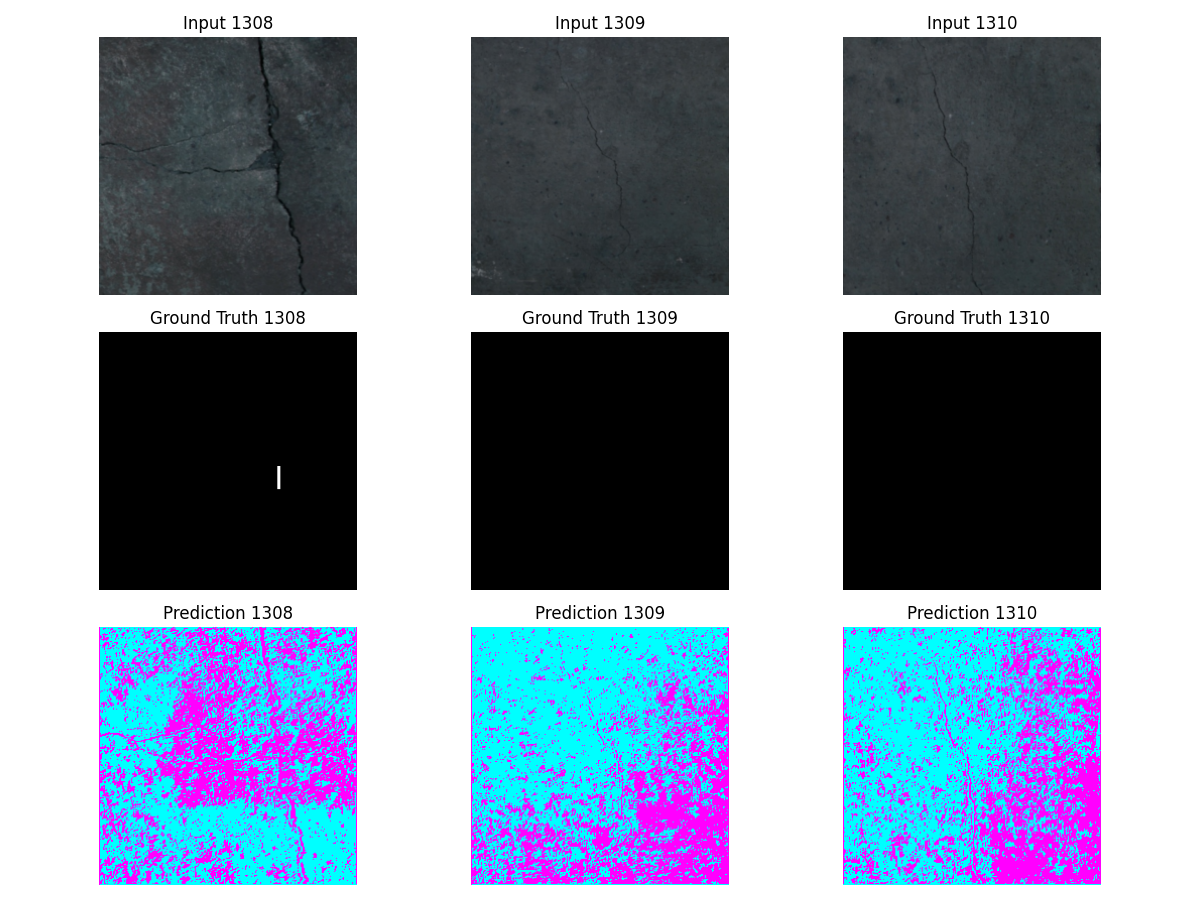 Input 1308
Input 1309
Input 1310
Ground Truth 1308
Ground Truth 1309
Ground Truth 1310
Prediction 1308
Prediction 1309
Prediction 1310